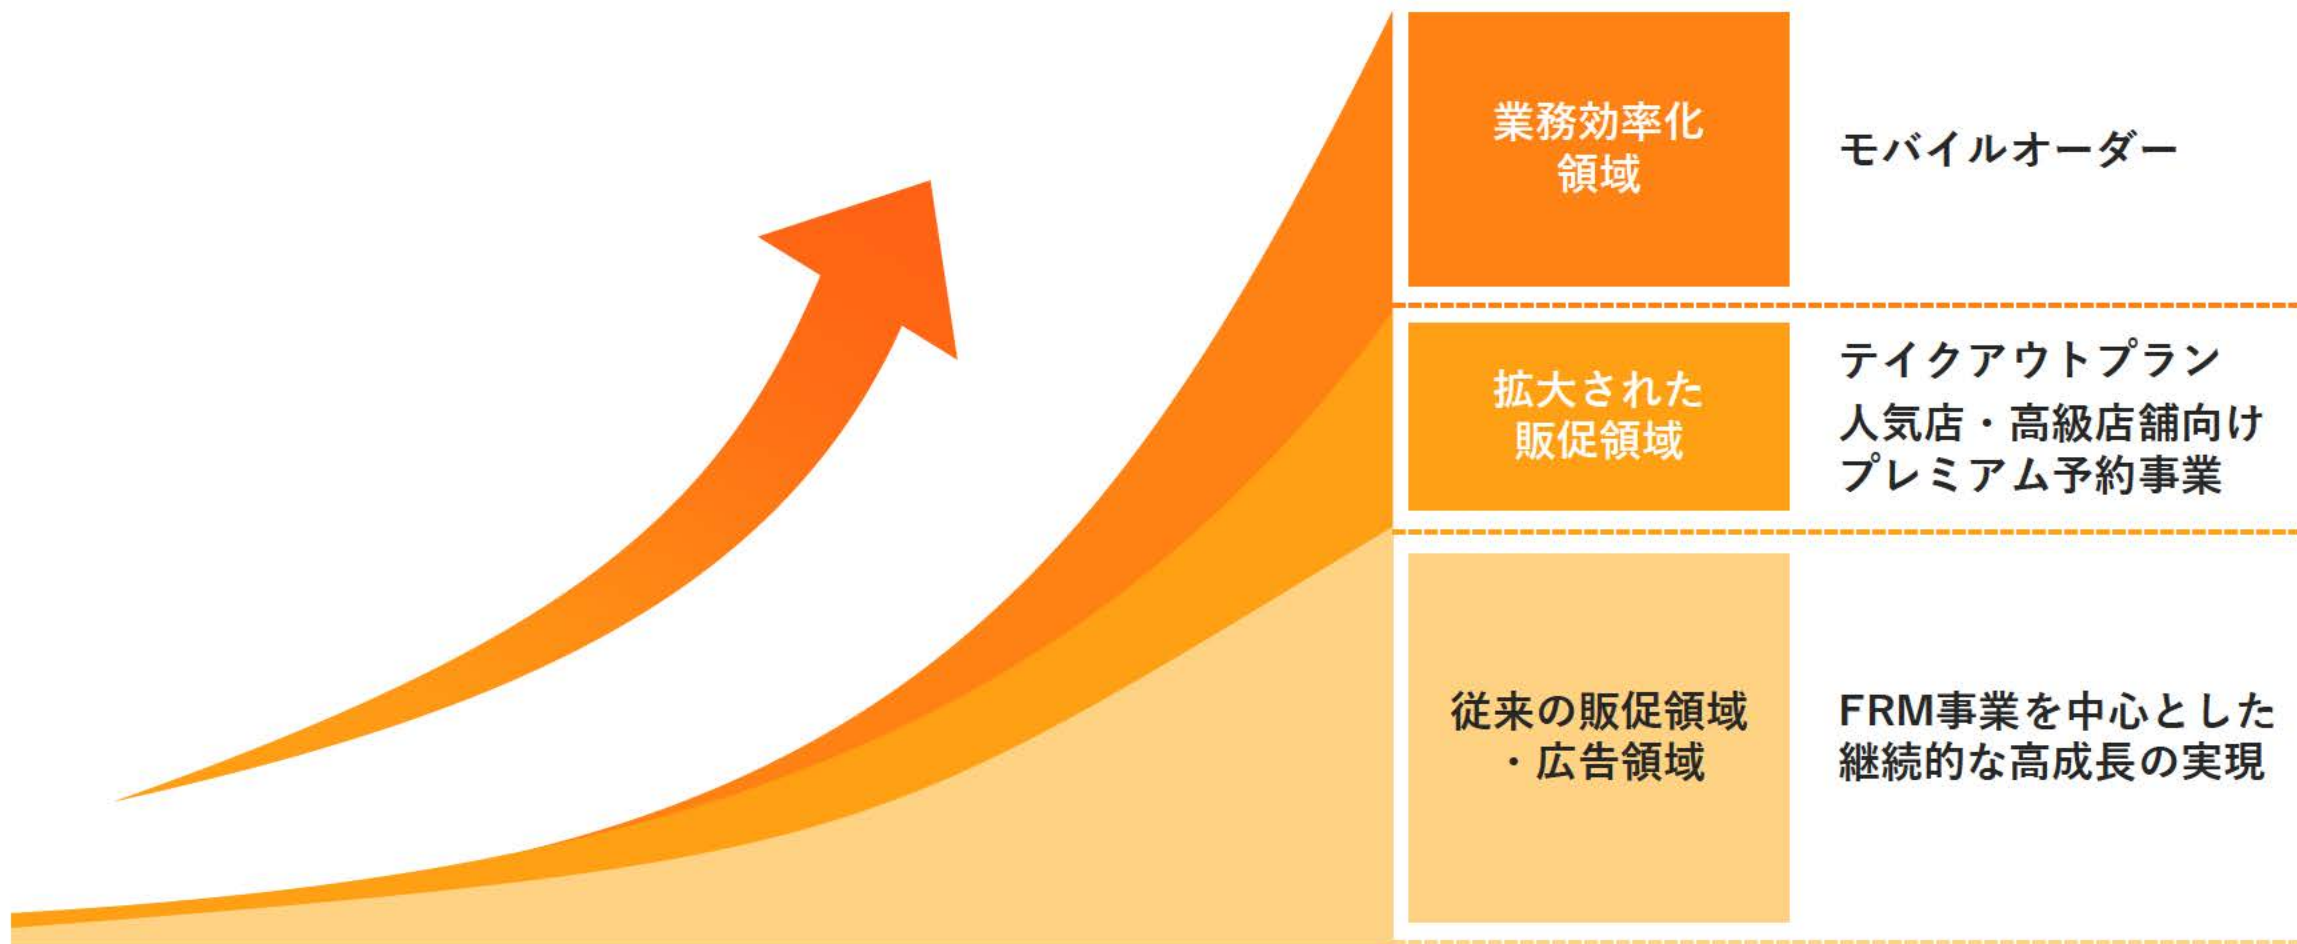 業務効率化
領域
モバイルオーダー
拡大された
販促領域
テイクアウトプラン
人気店・高級店舗向け
プレミアム予約事業
従来の販促領域
・広告領域
FRM事業を中心とした
継続的な高成長の実現